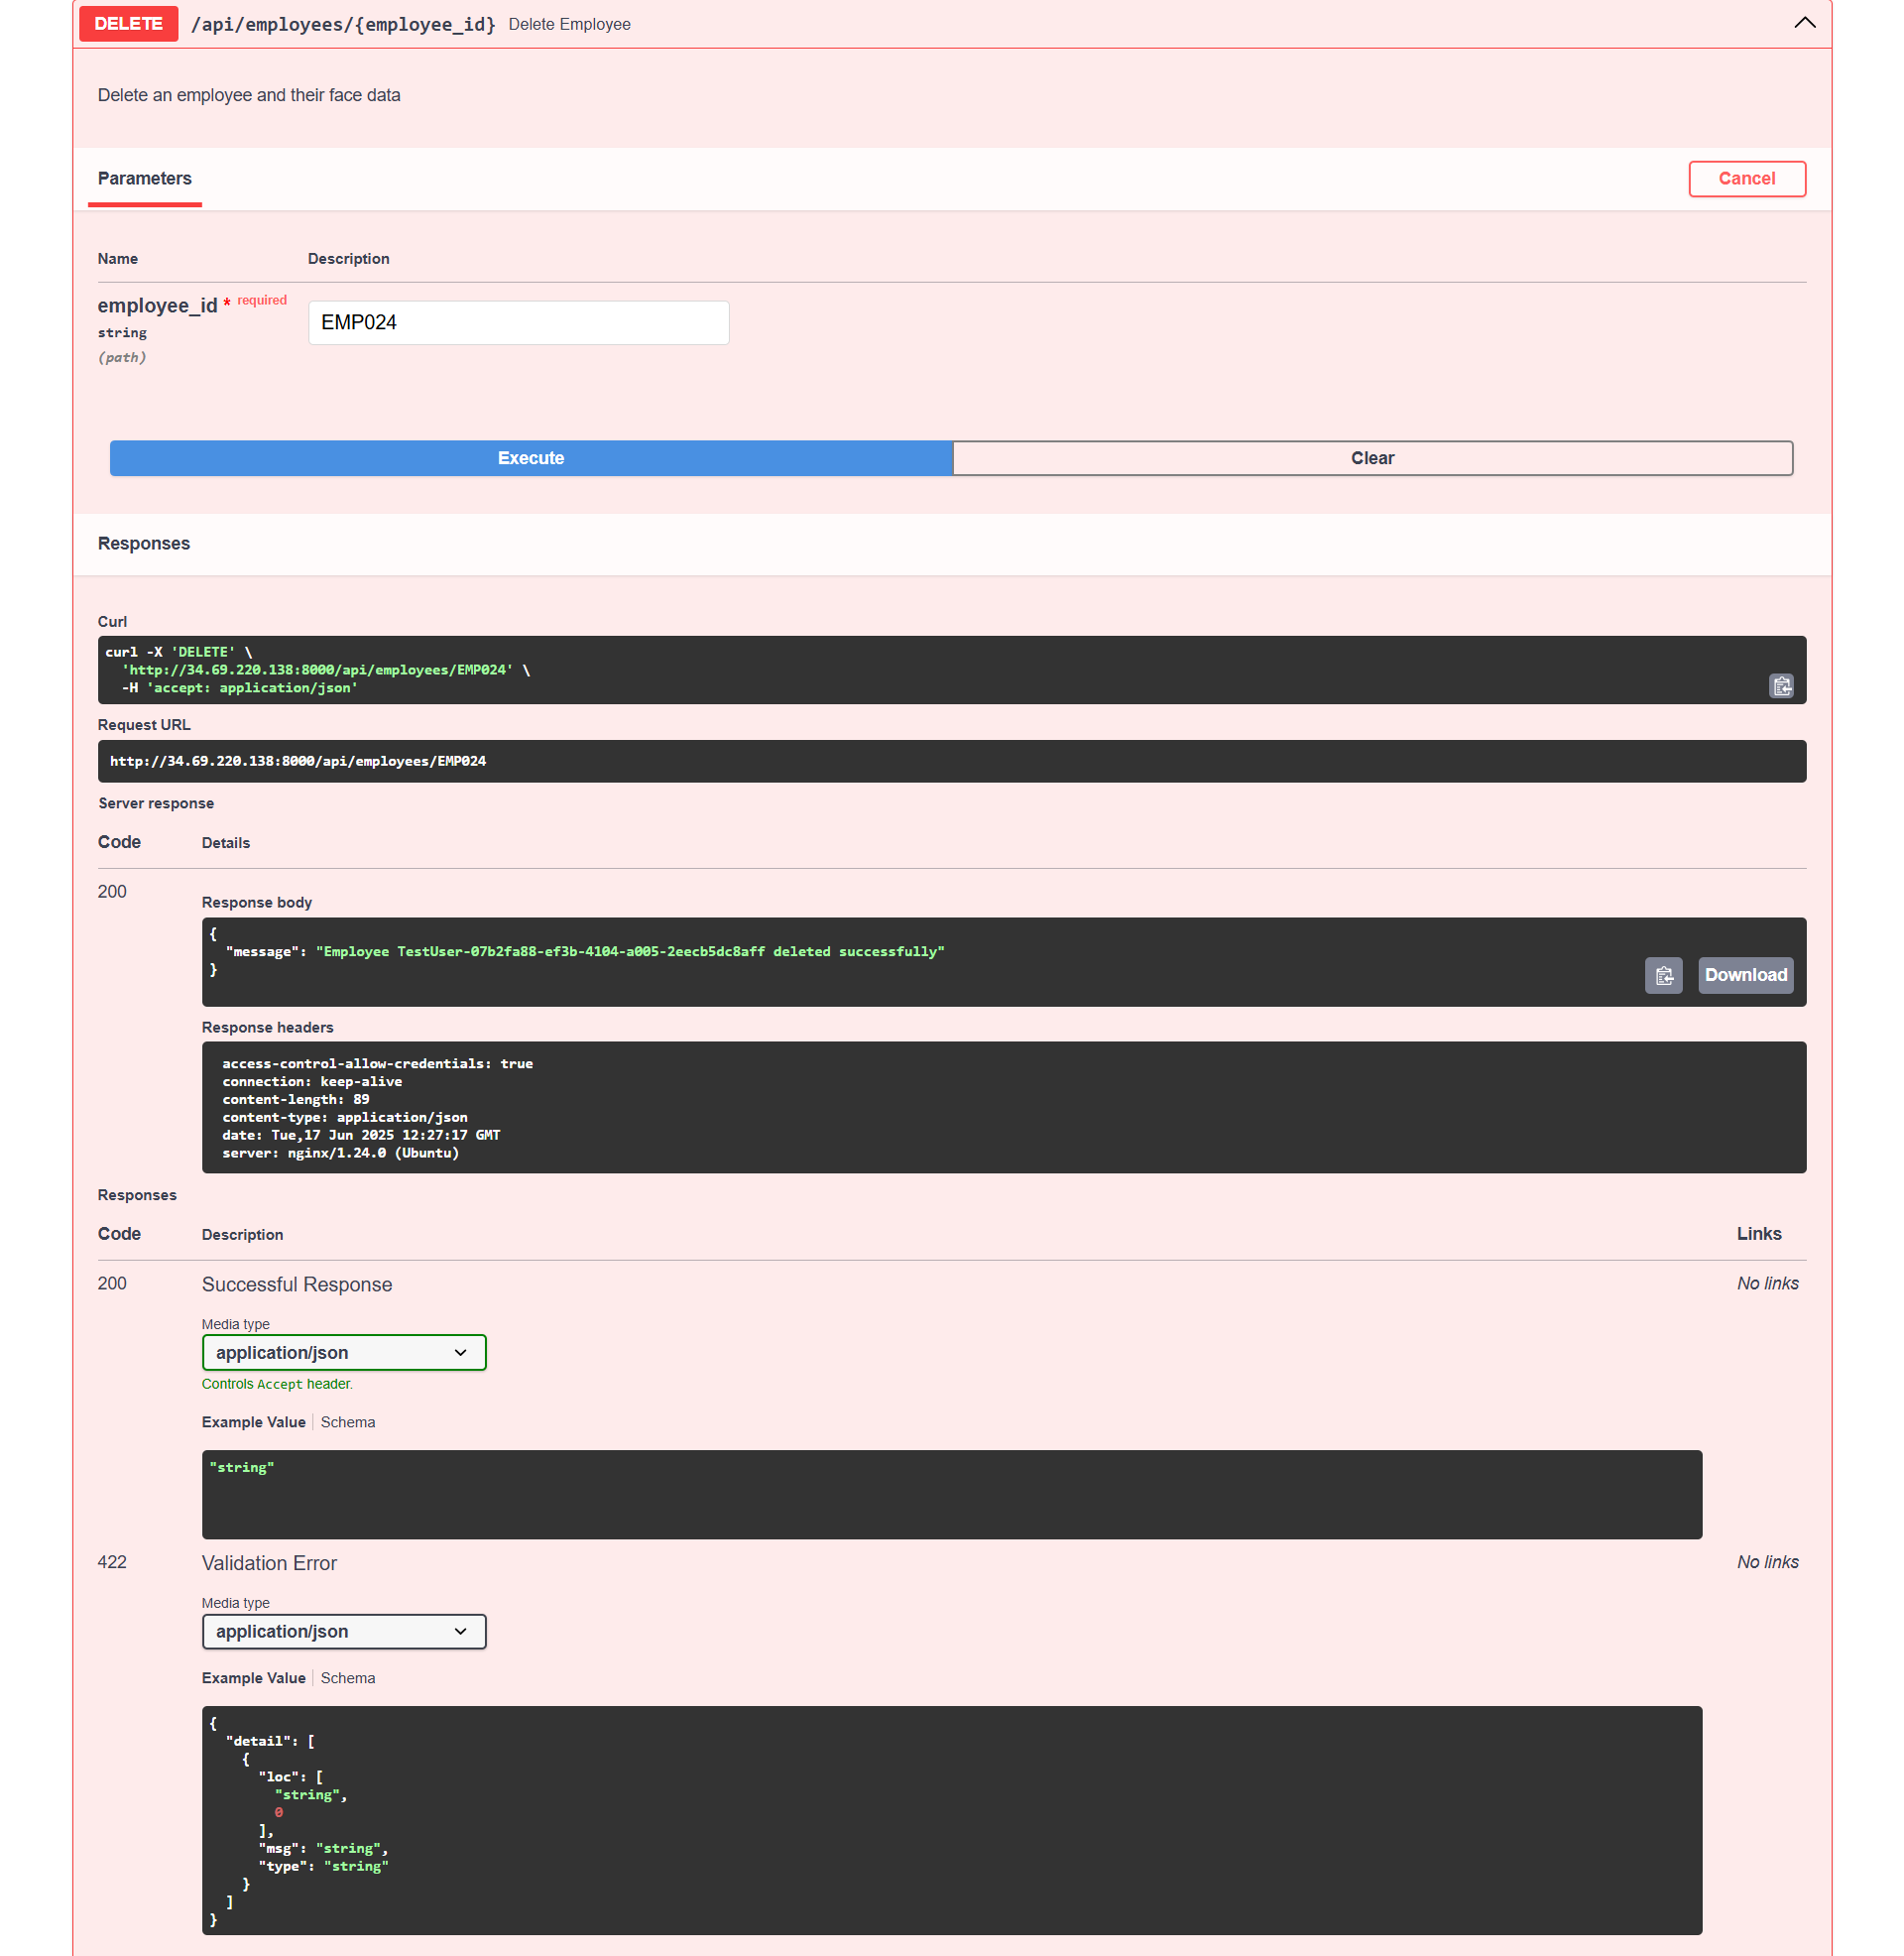 DELETE /api/employees/{employee_id} Delete Employee
Delete an employee and their face data
Parameters
Cancel
Name Description
employee_id * required
string
(path)
EMP024
Execute Clear
Responses
Curl
curl -X 'DELETE' \
  'http://34.69.220.138:8000/api/employees/EMP024' \
  -H 'accept: application/json'
Request URL
http://34.69.220.138:8000/api/employees/EMP024
Server response
Code Details
200
Response body
{
  "message": "Employee TestUser-07b2fa88-ef3b-4104-a005-2eecb5dc8aff deleted successfully"
}
Download
Response headers
access-control-allow-credentials: true
connection: keep-alive
content-length: 89
content-type: application/json
date: Tue,17 Jun 2025 12:27:17 GMT
server: nginx/1.24.0 (Ubuntu)
Responses
Code Description Links
200 Successful Response No links
Media type
application/json
Controls Accept header.
Example Value Schema
"string"
422 Validation Error No links
Media type
application/json
Example Value Schema
{
  "detail": [
    {
      "loc": [
        "string",
        0
      ],
      "msg": "string",
      "type": "string"
    }
  ]
}